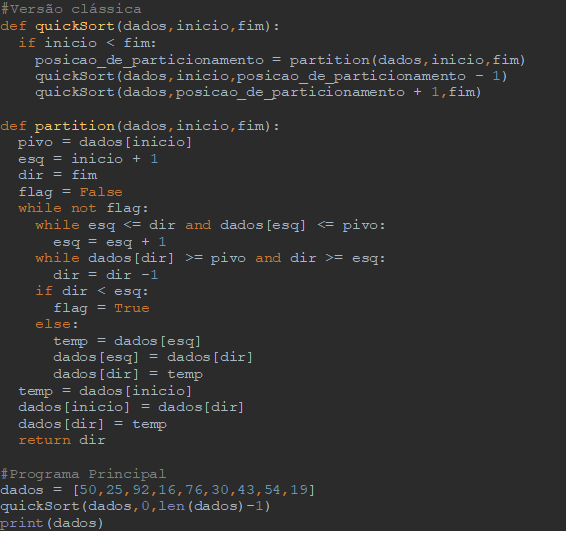 #Versão clássica
def quickSort(dados,inicio,fim):
  if inicio < fim:
    posicao_de_particionamento = partition(dados,inicio,fim)
    quickSort(dados,inicio,posicao_de_particionamento - 1)
    quickSort(dados,posicao_de_particionamento + 1,fim)

def partition(dados,inicio,fim):
  pivo = dados[inicio]
  esq = inicio + 1
  dir = fim
  flag = False
  while not flag:
    while esq <= dir and dados[esq] <= pivo:
      esq = esq + 1
    while dados[dir] >= pivo and dir >= esq:
      dir = dir -1
    if dir < esq:
      flag = True
    else:
      temp = dados[esq]
      dados[esq] = dados[dir]
      dados[dir] = temp
  temp = dados[inicio]
  dados[inicio] = dados[dir]
  dados[dir] = temp
  return dir

#Programa Principal
dados = [50,25,92,16,76,30,43,54,19]
quickSort(dados,0,len(dados)-1)
print(dados)